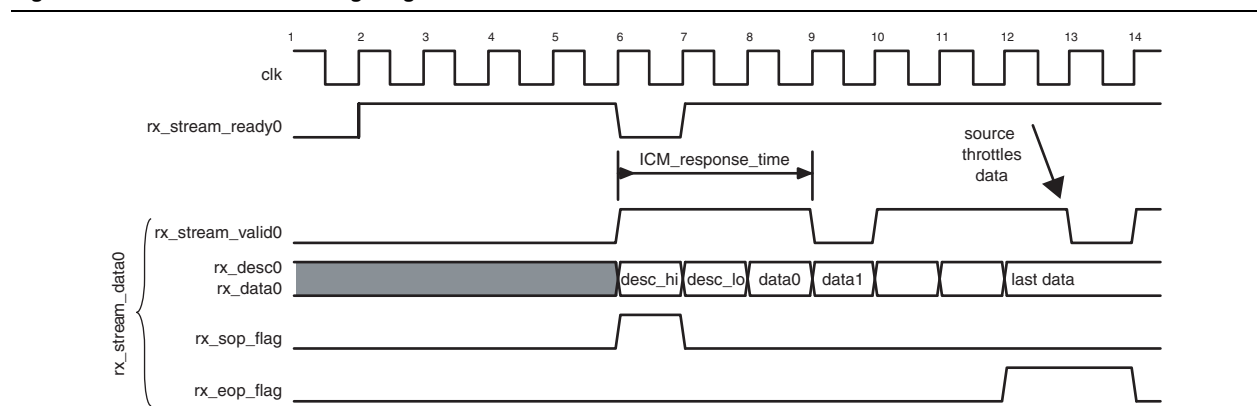 1 2 3 4 5 6 7 8 9 10 11 12 13 14
clk
rx_stream_ready0
source
throttles
data
ICM_response_time
rx_stream_data0
rx_stream_valid0
rx_desc0
rx_data0
desc_hi desc_lo data0 data1 last data
rx_sop_flag
rx_eop_flag